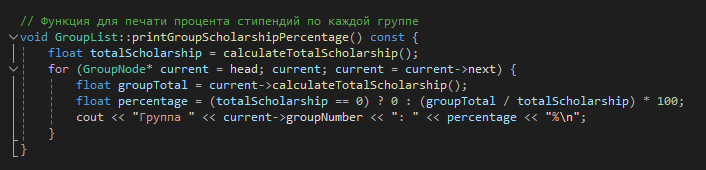 // Функция для печати процента стипендий по каждой группе
void GroupList::printGroupScholarshipPercentage() const {
float totalScholarship = calculateTotalScholarship();
for (GroupNode* current = head; current; current = current->next) {
float groupTotal = current->calculateTotalScholarship();
float percentage = (totalScholarship == 0) ? 0 : (groupTotal / totalScholarship) * 100;
cout << "Группа " << current->groupNumber << ": " << percentage << "%\n";
}
}